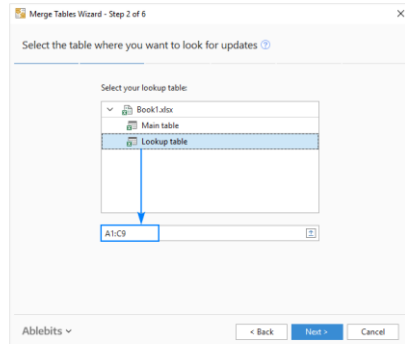 Merge Tables Wizard - Step 2 of 6
Select the table where you want to look for updates ?
Select your lookup table:
Book1.xlsx
Main table
Lookup table
A1:C9
Ablebits
< Back Next > Cancel